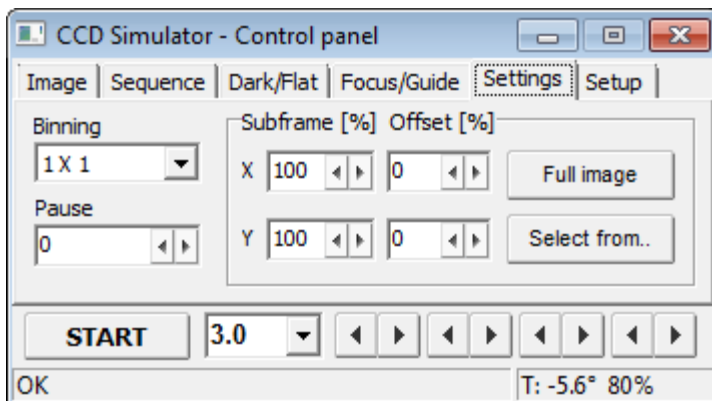 CCD Simulator - Control panel
Image Sequence Dark/Flat Focus/Guide Settings Setup
Binning Subframe [%] Offset [%]
1 X 1 X 100 0 Full image
Pause
0 Y 100 0 Select from..
START 3.0
OK T: -5.6° 80%